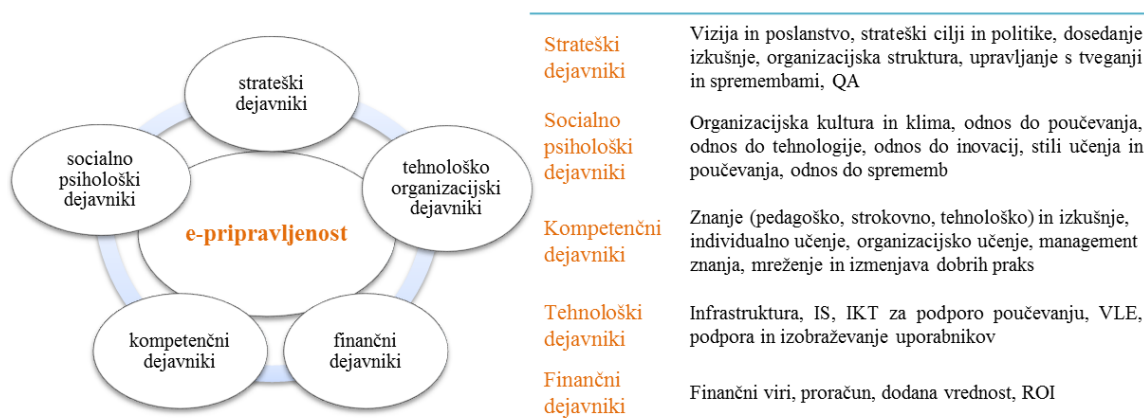 strateški
dejavniki
socialno
psihološki
dejavniki
tehnološko
organizacijski
dejavniki
e-pripravljenost
kompetenčni
dejavniki
finančni
dejavniki
Strateški
dejavniki
Vizija in poslanstvo, strateški cilji in politike, dosedanje
izkušnje, organizacijska struktura, upravljanje s tveganji
in spremembami, QA
Socialno
psihološki
dejavniki
Organizacijska kultura in klima, odnos do poučevanja,
odnos do tehnologije, odnos do inovacij, stili učenja in
poučevanja, odnos do sprememb
Kompetenčni
dejavniki
Znanje (pedagoško, strokovno, tehnološko) in izkušnje,
individualno učenje, organizacijsko učenje, management
znanja, mreženje in izmenjava dobrih praks
Tehnološki
dejavniki
Infrastruktura, IS, IKT za podporo poučevanju, VLE,
podpora in izobraževanje uporabnikov
Finančni
dejavniki
Finančni viri, proračun, dodana vrednost, ROI